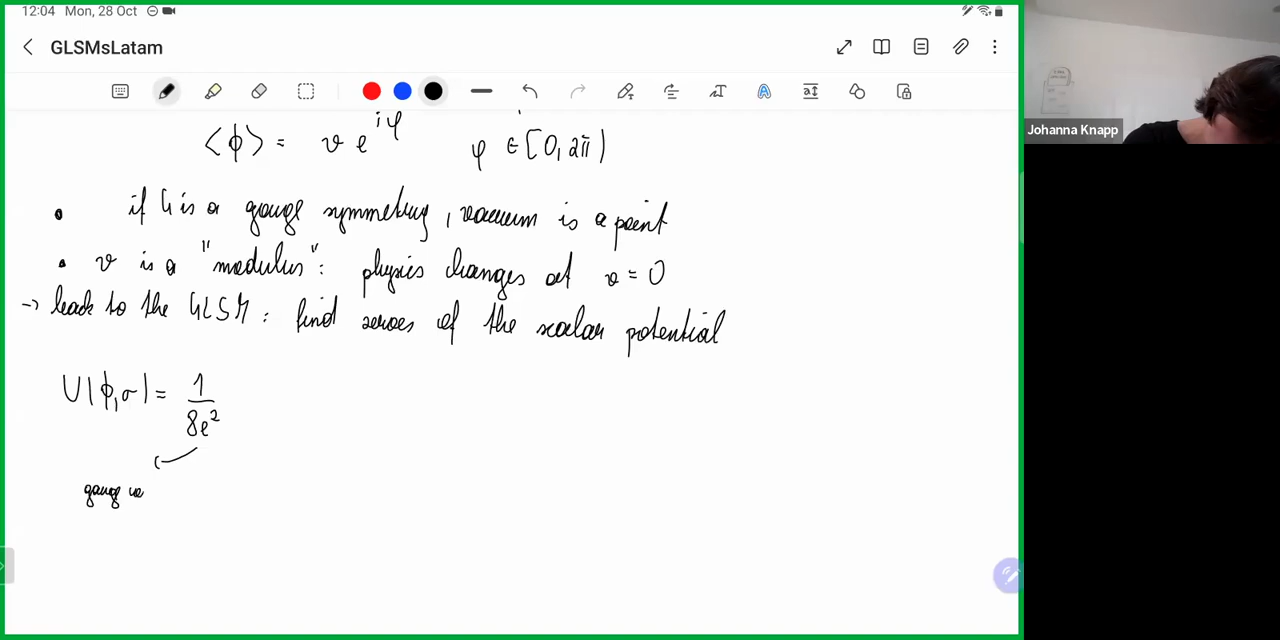 12:04 Mon, 28 Oct
GLSMsLatam
Johanna Knapp
⟨ϕ⟩ = v e^{iφ} φ ∈ [0, 2π)
• if G is a gauge symmetry, vacuum is a point
• v is a "modulus": physics changes at v = 0
→ back to the GLSM: find zeroes of the scalar potential
U(ϕ,σ) = 1/8e²
gauge